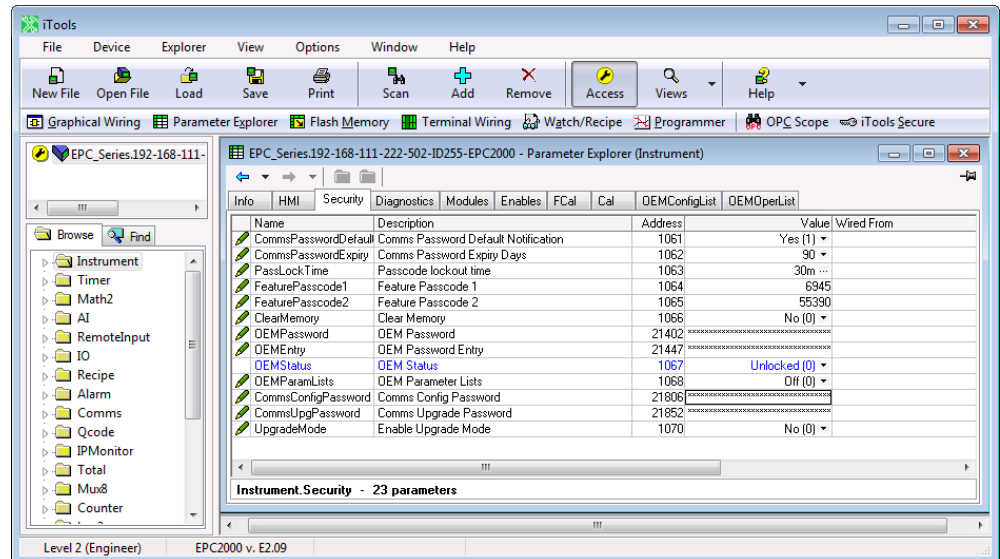 iTools
File Device Explorer View Options Window Help
New File Open File Load Save Print Scan Add Remove Access Views Help
Graphical Wiring Parameter Explorer Flash Memory Terminal Wiring Watch/Recipe Programmer OPC Scope iTools Secure
EPC_Series.192-168-111-
Browse Find
Instrument
Timer
Math2
AI
RemoteInput
IO
Recipe
Alarm
Comms
Qcode
IPMonitor
Total
Mux8
Counter
EPC_Series.192-168-111-222-502-ID255-EPC2000 - Parameter Explorer (Instrument)
Info HMI Security Diagnostics Modules Enables FCal Cal OEMConfigList OEMOperList
Name Description Address Value Wired From
CommsPasswordDefault Comms Password Default Notification 1061 Yes (1)
CommsPasswordExpiry Comms Password Expiry Days 1062 90
PassLockTime Passcode lockout time 1063 30m ...
FeaturePasscode1 Feature Passcode 1 1064 6945
FeaturePasscode2 Feature Passcode 2 1065 55390
ClearMemory Clear Memory 1066 No (0)
OEMPassword OEM Password 21402
OEMEntry OEM Password Entry 21447
OEMStatus OEM Status 1067 Unlocked (0)
OEMParamLists OEM Parameter Lists 1068 Off (0)
CommsConfigPassword Comms Config Password 21806
CommsUpgPassword Comms Upgrade Password 21852
UpgradeMode Enable Upgrade Mode 1070 No (0)
Instrument.Security - 23 parameters
Level 2 (Engineer) EPC2000 v. E2.09